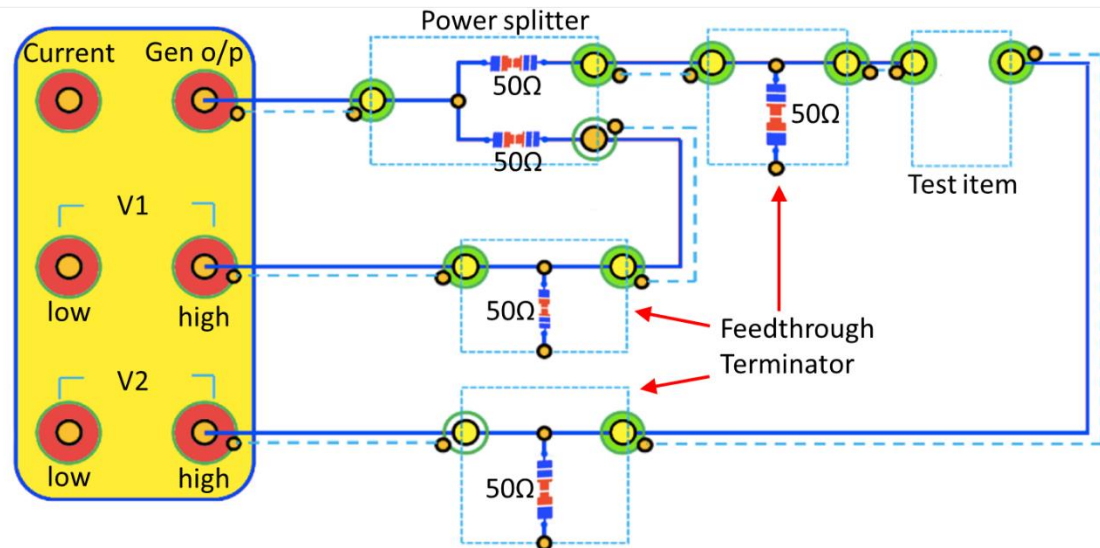 Power splitter
Current
Gen o/p
50Ω
50Ω
50Ω
Test item
V1
low
high
50Ω
Feedthrough
Terminator
V2
low
high
50Ω